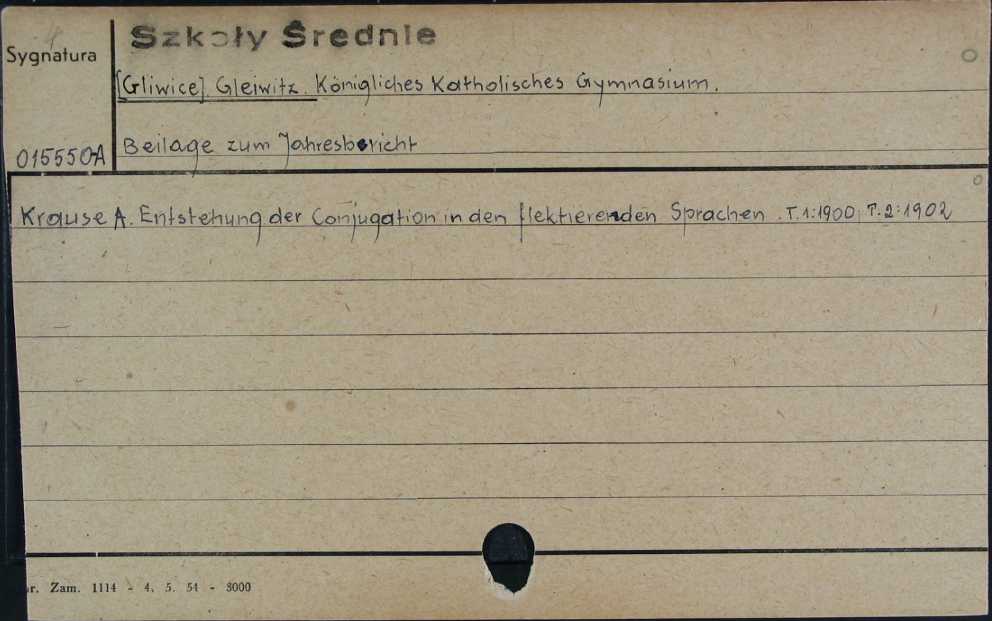 Szkoły Średnie
Sygnatura
[Gliwice]. Gleiwitz. Königliches Katholisches Gymnasium.
015550A
Beilage zum Jahresbericht
Krause A. Entstehung der Conjugation in den flektierenden Sprachen. T.1:1900, T.2:1902
r. Zam. 1114 - 4. 5. 54 - 3000